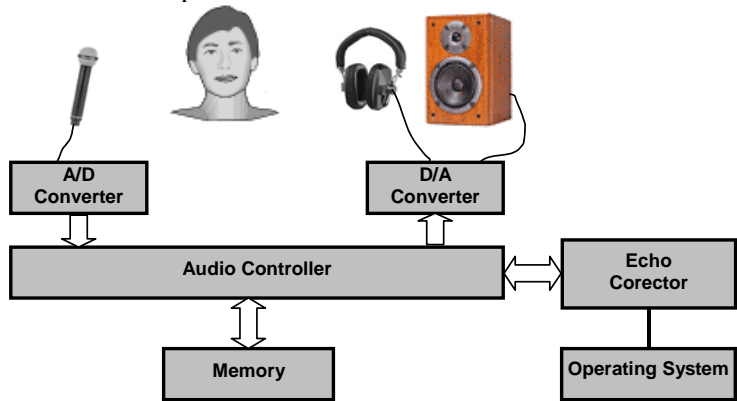 A/D
Converter
D/A
Converter
Audio Controller
Echo
Corector
Memory
Operating System